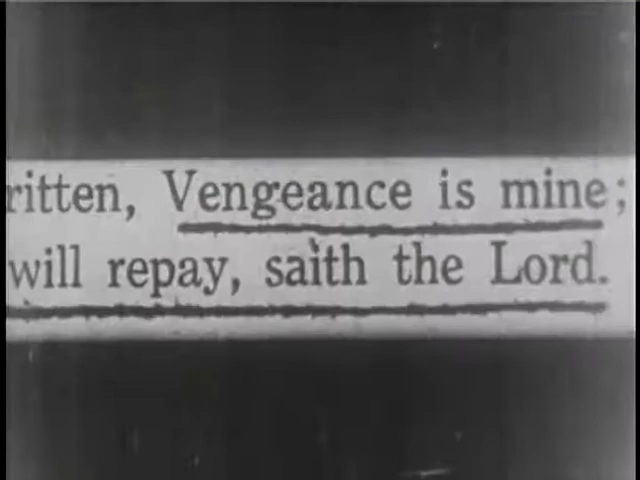 ritten, Vengeance is mine;
will repay, saith the Lord.